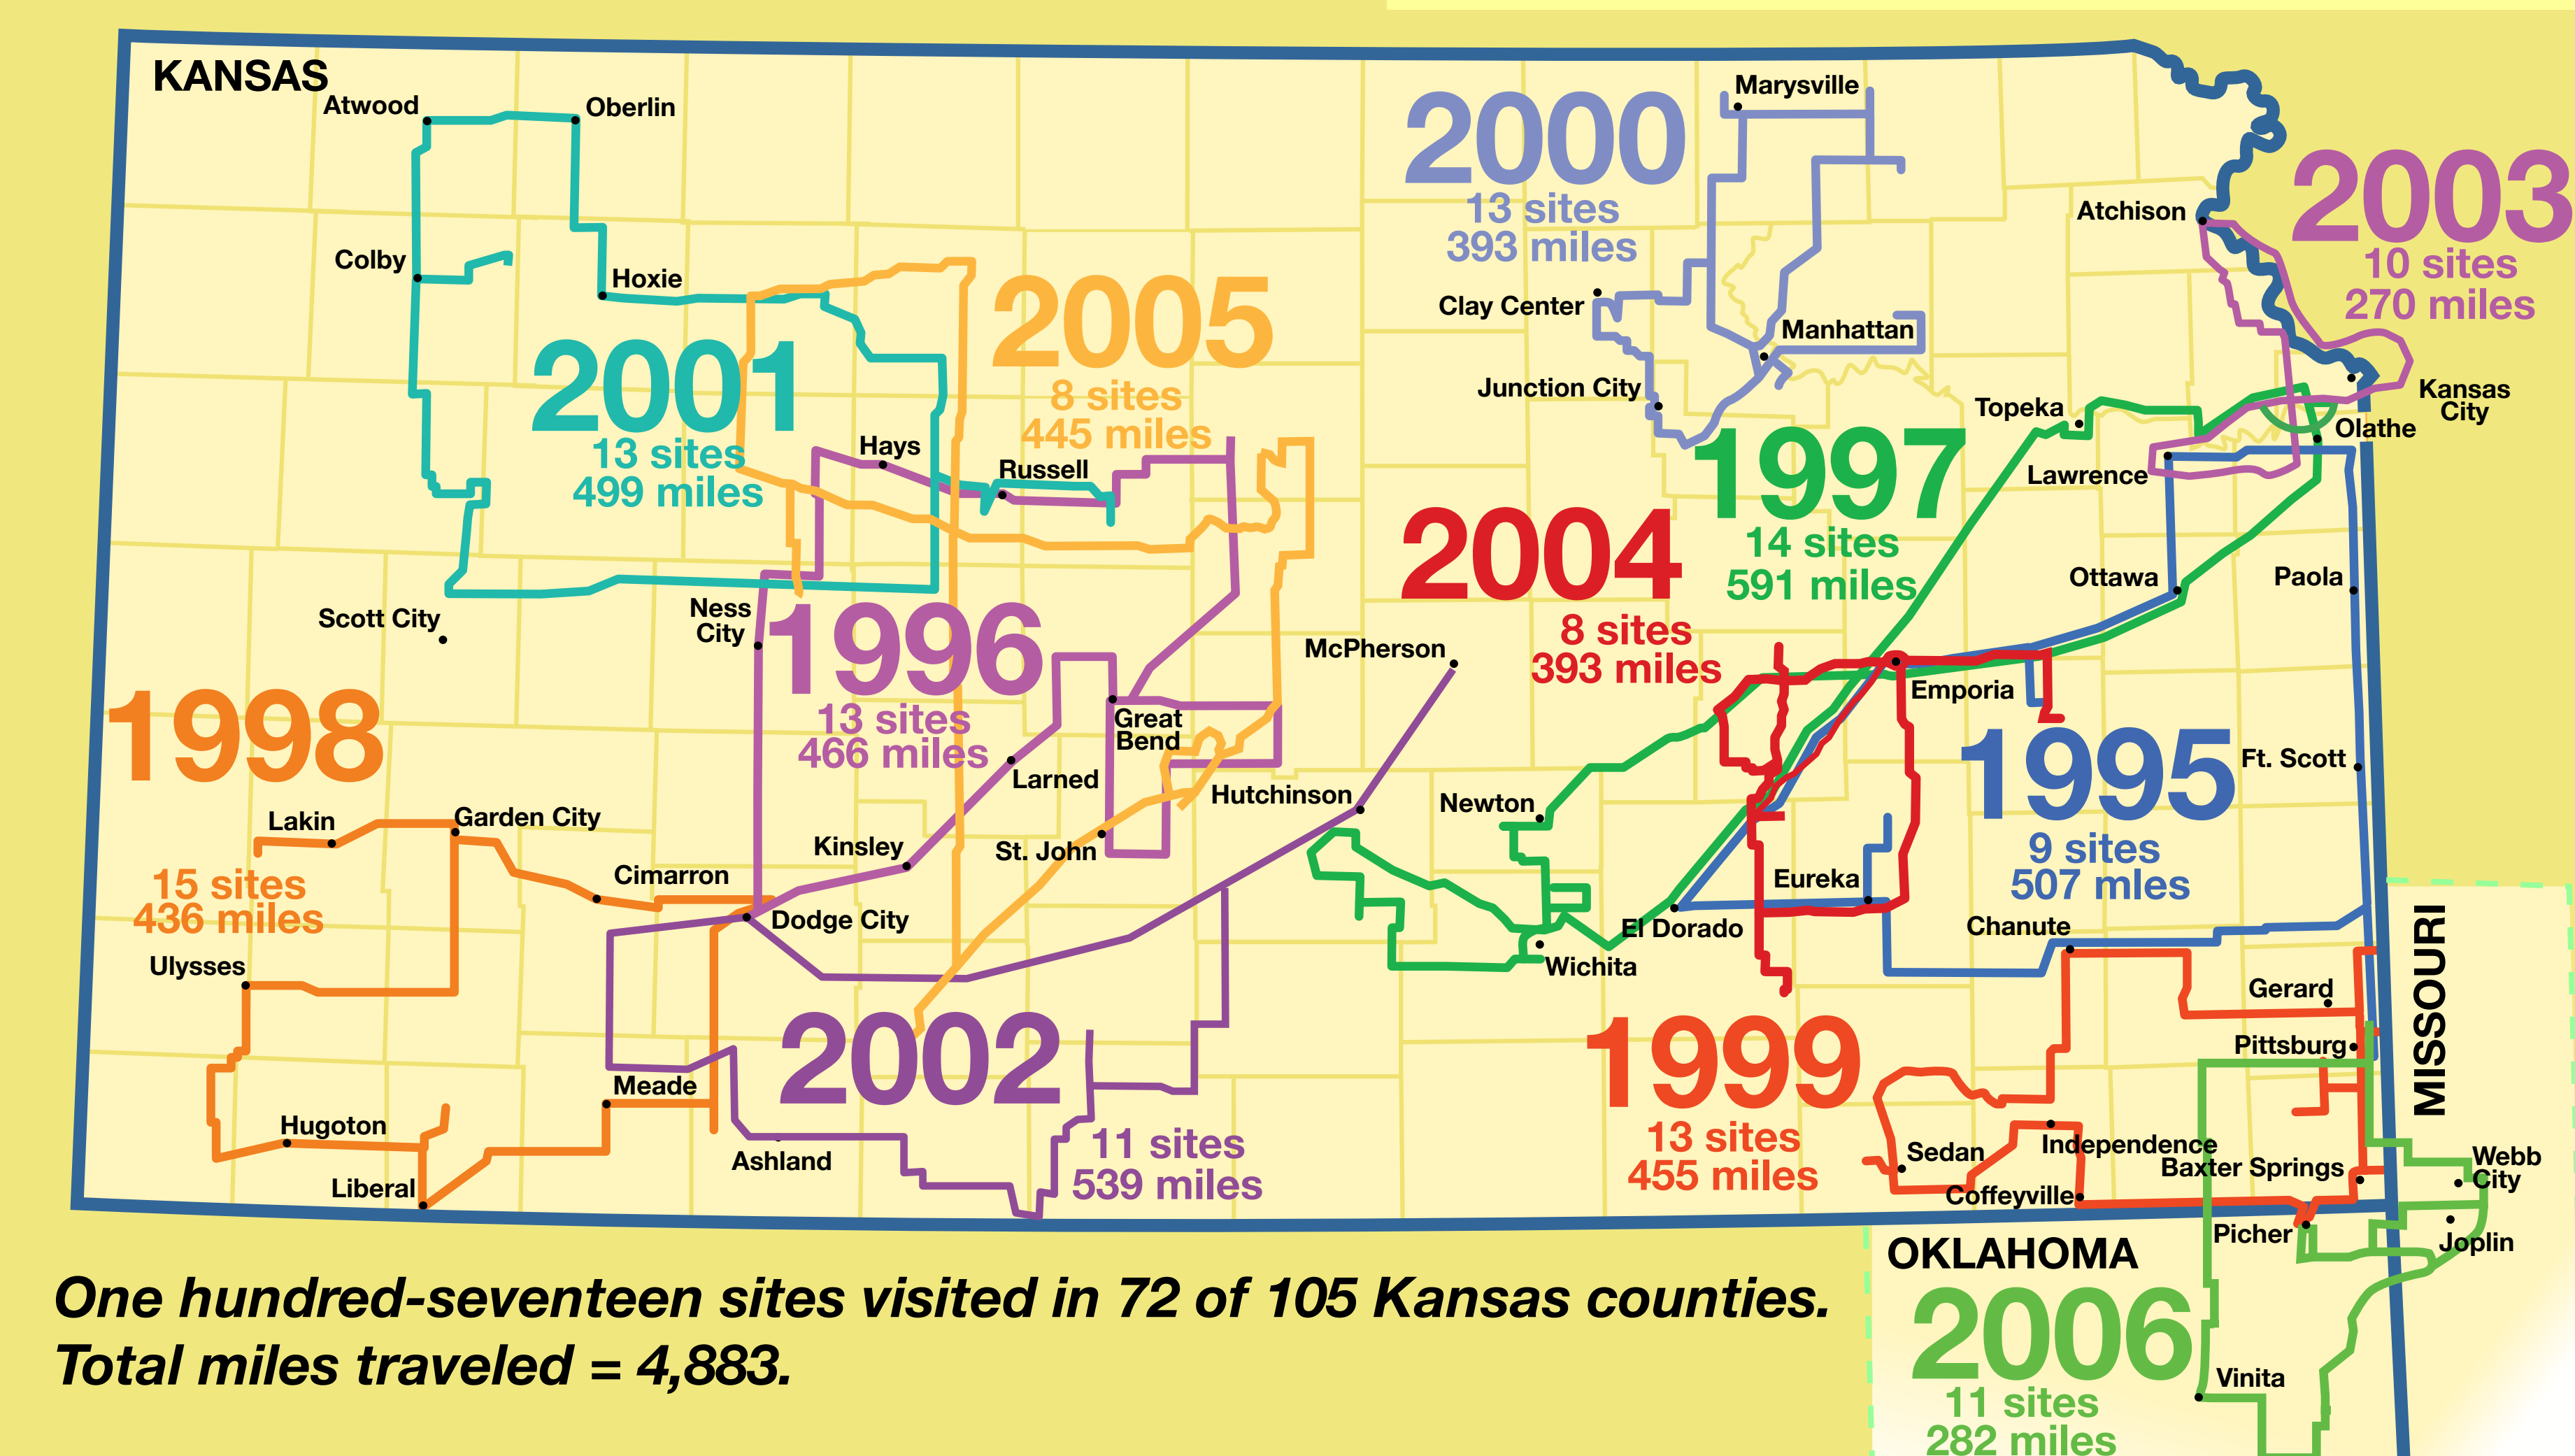 KANSAS
Atwood
Oberlin
Colby
Hoxie
2001
13 sites
499 miles
2005
8 sites
445 miles
Hays
Russell
2000
13 sites
393 miles
Marysville
Clay Center
Manhattan
Junction City
Atchison
2003
10 sites
270 miles
Kansas
City
Topeka
Olathe
Lawrence
1997
14 sites
591 miles
2004
8 sites
393 miles
Ottawa
Paola
Scott City
Ness
City
1996
13 sites
466 miles
McPherson
Emporia
Great
Bend
Larned
1998
15 sites
436 miles
Lakin
Garden City
Cimarron
Kinsley
St. John
Hutchinson
Newton
1995
9 sites
507 mles
Ft. Scott
Eureka
El Dorado
Wichita
Chanute
Dodge City
Ulysses
Gerard
Pittsburg
MISSOURI
2002
11 sites
539 miles
Meade
Hugoton
Liberal
Ashland
1999
13 sites
455 miles
Sedan
Independence
Baxter Springs
Coffeyville
Webb
City
Picher
Joplin
OKLAHOMA
2006
11 sites
282 miles
Vinita
One hundred-seventeen sites visited in 72 of 105 Kansas counties.
Total miles traveled = 4,883.